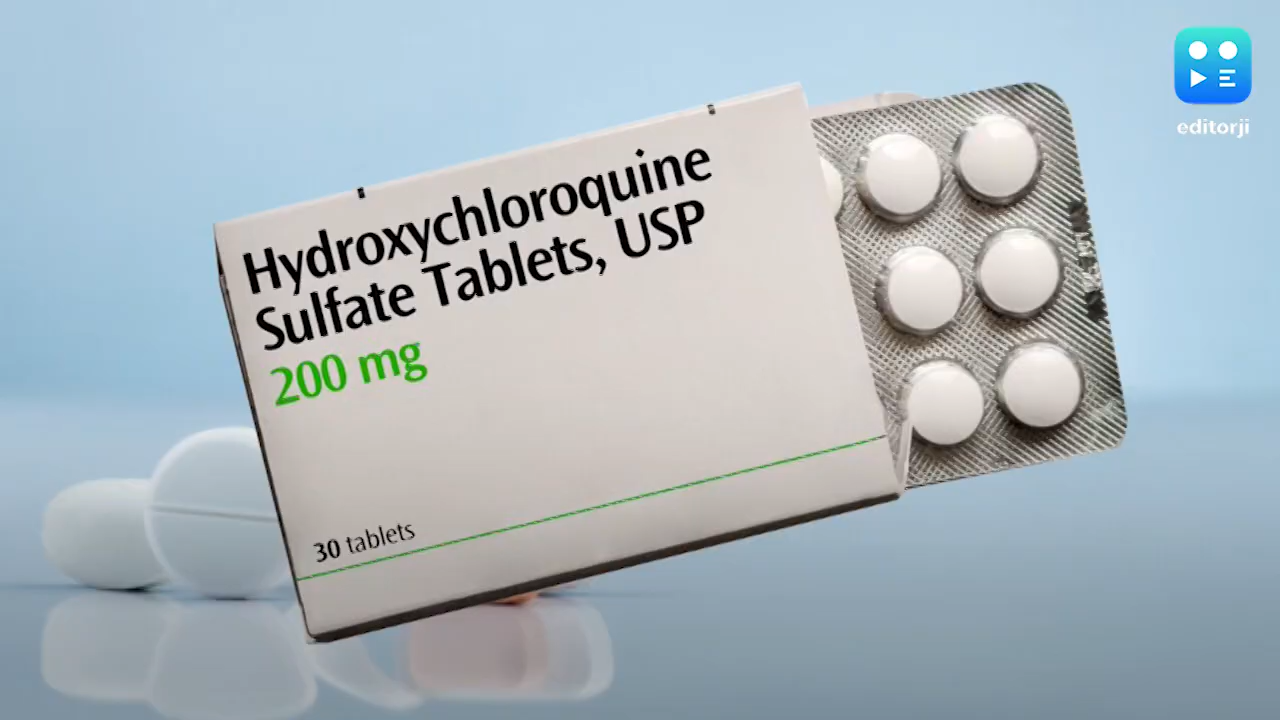 Hydroxychloroquine
Sulfate Tablets, USP
200 mg
30 tablets
editorji